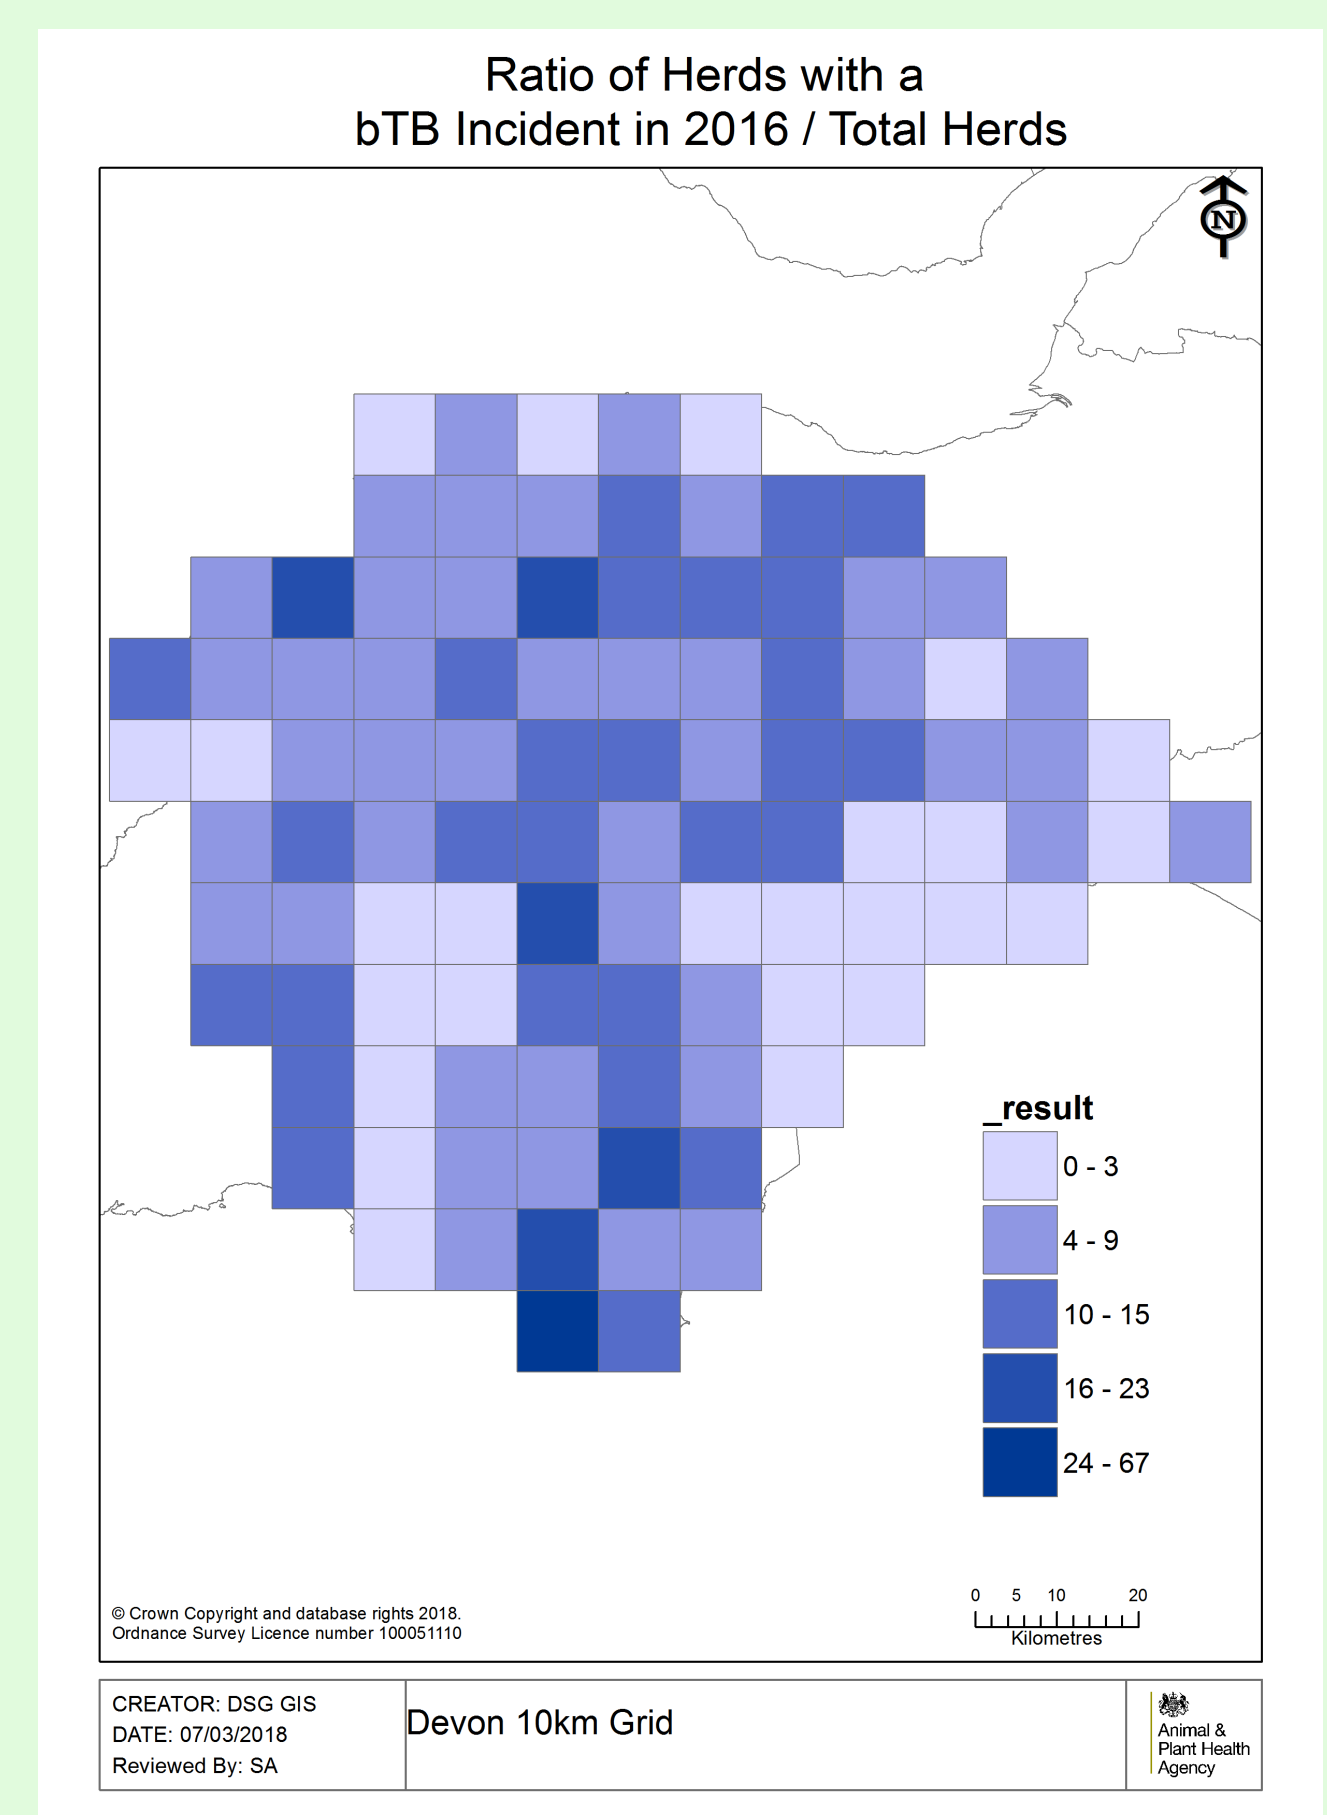 Ratio of Herds with a
bTB Incident in 2016 / Total Herds
N
_result
0 - 3
4 - 9
10 - 15
16 - 23
24 - 67
0 5 10 20
Kilometres
© Crown Copyright and database rights 2018.
Ordnance Survey Licence number 100051110
CREATOR: DSG GIS
DATE: 07/03/2018
Reviewed By: SA
Devon 10km Grid
Animal &
Plant Health
Agency